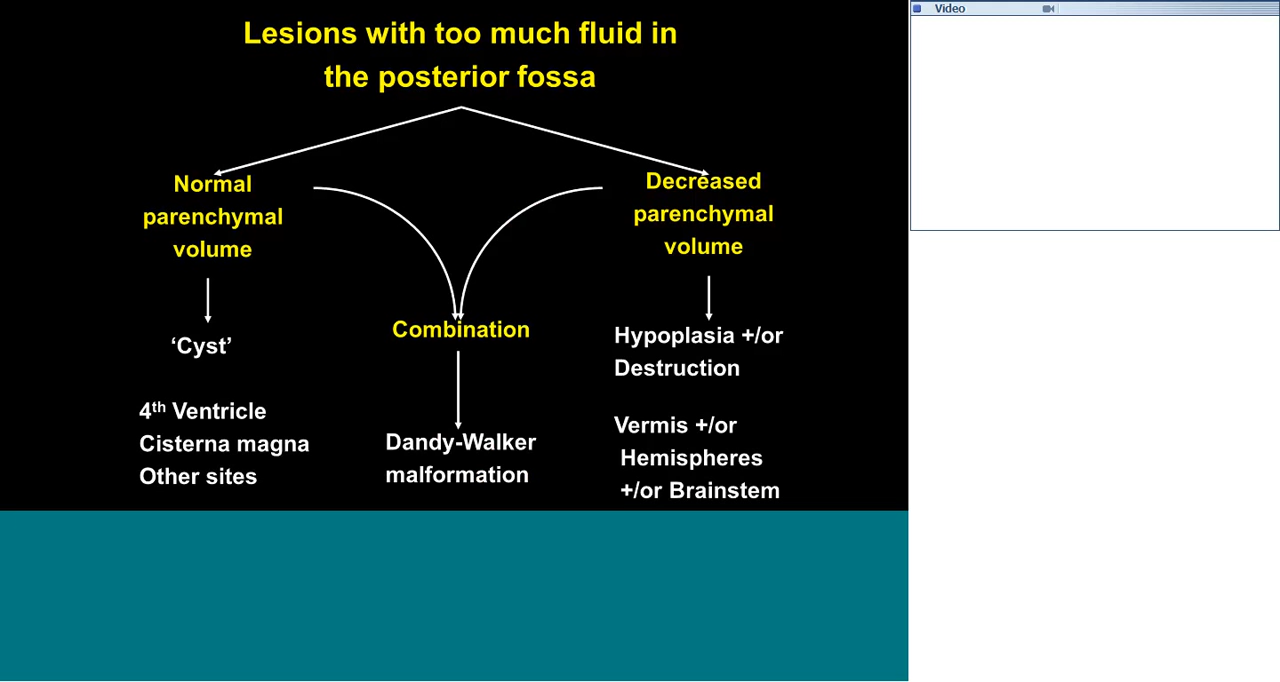 Video
Lesions with too much fluid in
the posterior fossa
Normal
parenchymal
volume
‘Cyst’
4th Ventricle
Cisterna magna
Other sites
Combination
Dandy-Walker
malformation
Decreased
parenchymal
volume
Hypoplasia +/or
Destruction
Vermis +/or
Hemispheres
+/or Brainstem